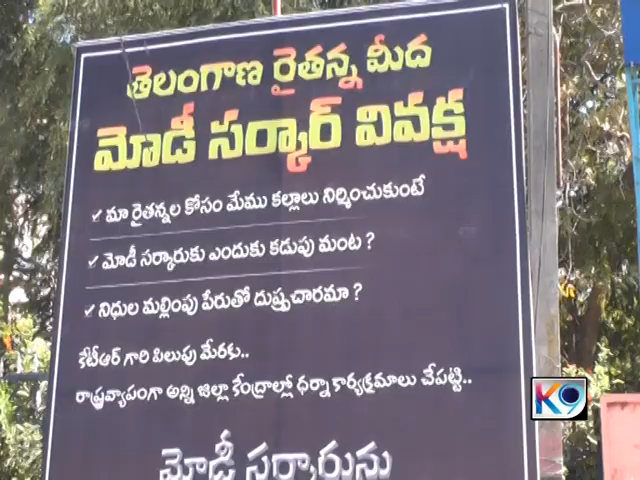 తెలంగాణ రైతన్న మీద
మోడీ సర్కార్ వివక్ష
✓ మా రైతన్నల కోసం మేము కల్లాలు నిర్మించుకుంటే
✓ మోడీ సర్కారుకు ఎందుకు కడుపు మంట ?
✓ నిధుల మళ్లింపు పేరుతో దుష్ప్రచారమా ?
కేటీఆర్ గారి పిలుపు మేరకు..
రాష్ట్రవ్యాపంగా అన్ని జిల్లా కేంద్రాల్లో ధర్నా కార్యక్రమాలు చేపట్టి..
మోడీ సర్కారును
K9